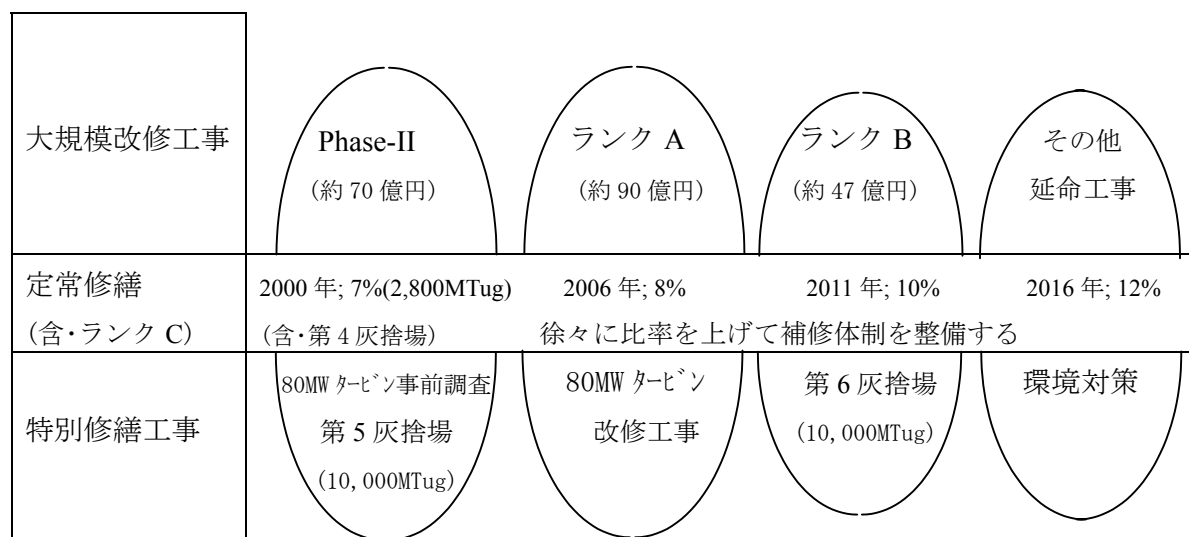 大規模改修工事
Phase-II
(約 70 億円)
ランク A
(約 90 億円)
ランク B
(約 47 億円)
その他
延命工事
定常修繕
(含・ランク C)
2000 年; 7%(2,800MTug)
(含・第 4 灰捨場)
2006 年; 8%
2011 年; 10%
2016 年; 12%
徐々に比率を上げて補修体制を整備する
特別修繕工事
80MW ﾀｰﾋﾞﾝ事前調査
第 5 灰捨場
(10,000MTug)
80MW ﾀｰﾋﾞﾝ
改修工事
第 6 灰捨場
(10,000MTug)
環境対策